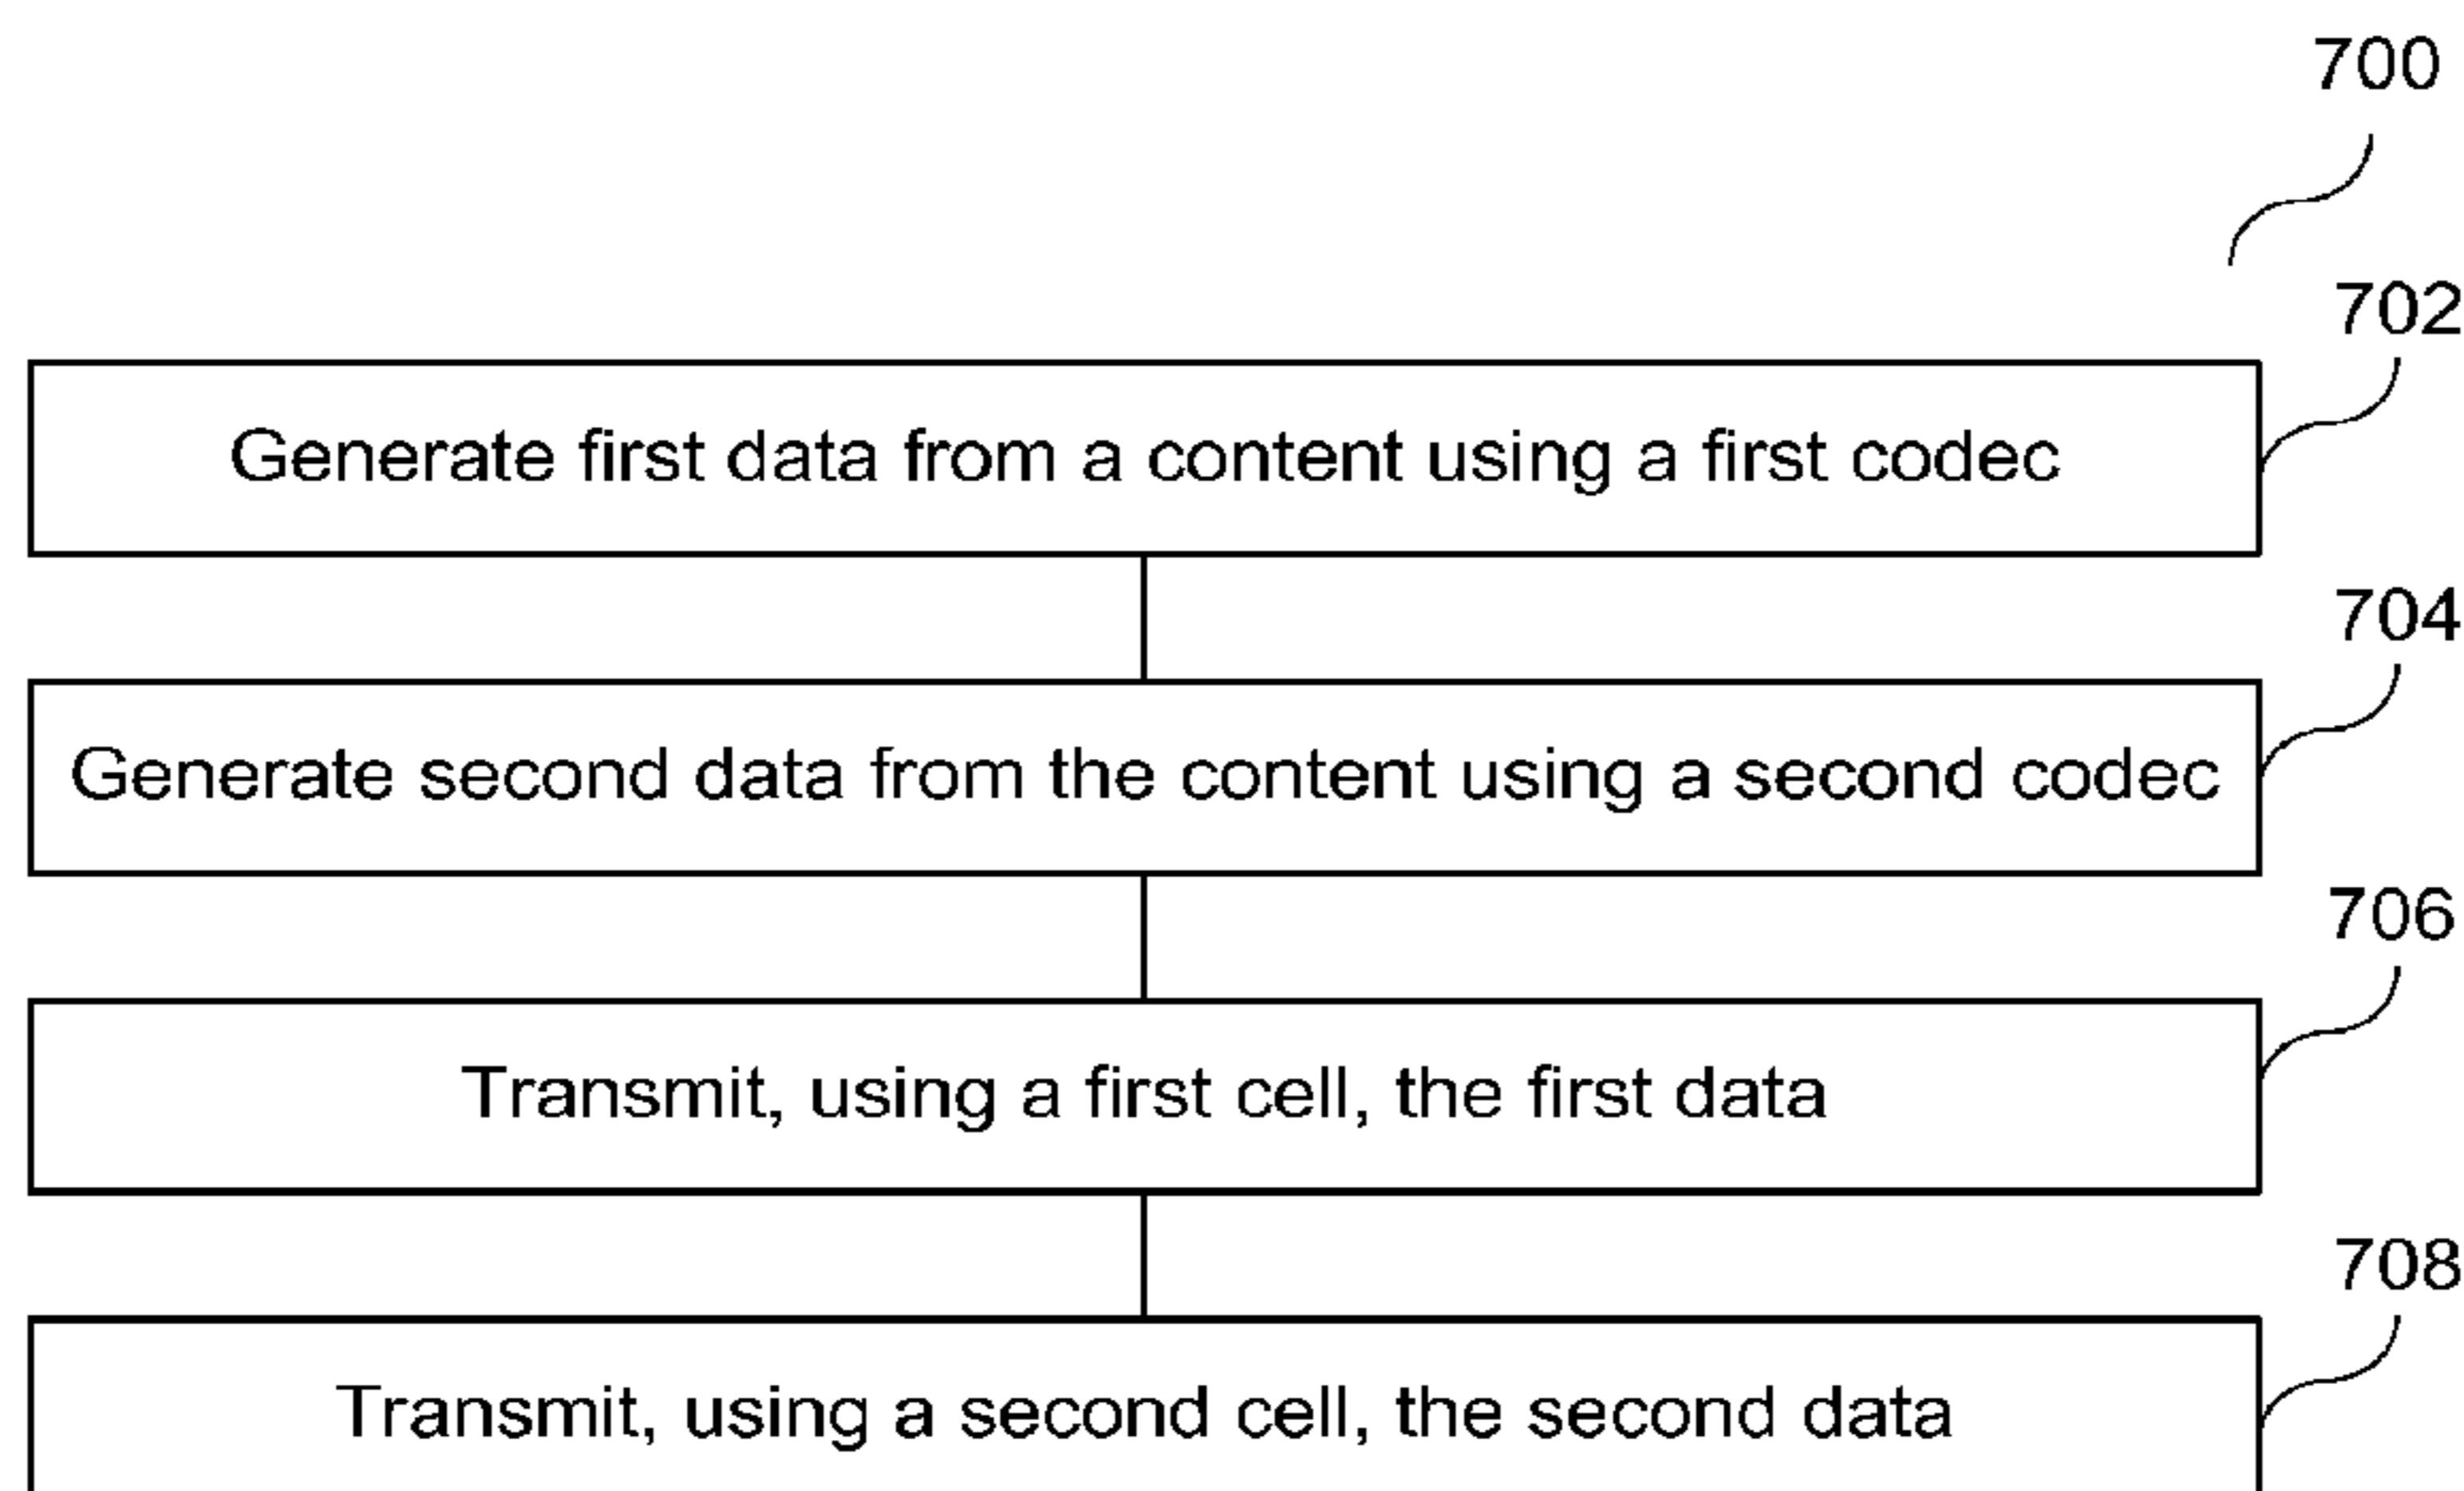 700
702
Generate first data from a content using a first codec
704
Generate second data from the content using a second codec
706
Transmit, using a first cell, the first data
708
Transmit, using a second cell, the second data